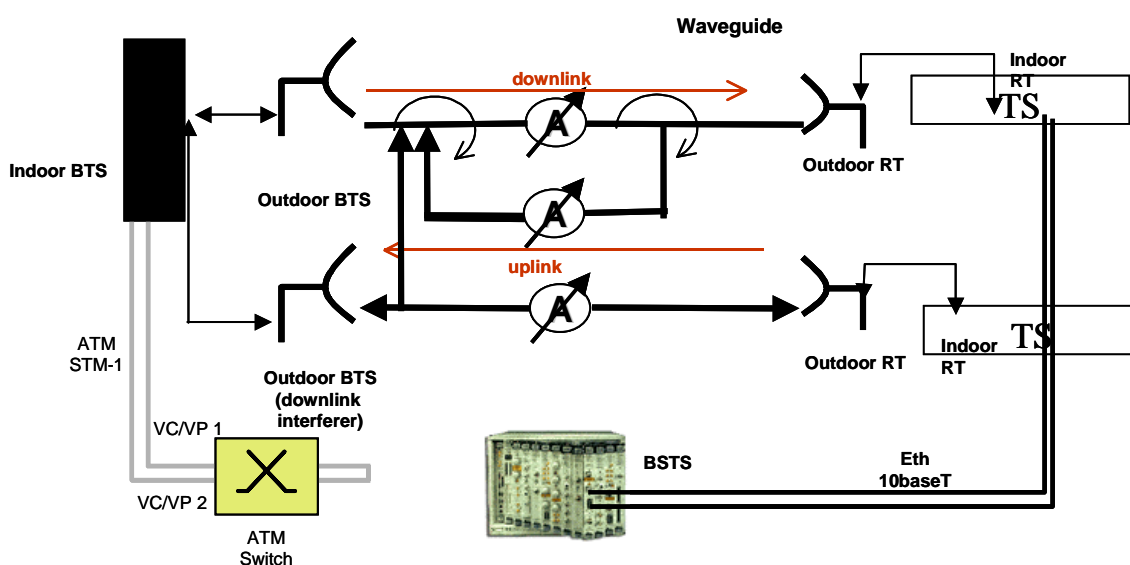 Waveguide
downlink
Indoor
RT
TS
A
Indoor BTS
Outdoor RT
Outdoor BTS
A
uplink
A
TS
Indoor
RT
Outdoor RT
ATM
STM-1
Outdoor BTS
(downlink
interferer)
VC/VP 1
VC/VP 2
ATM
Switch
BSTS
Eth
10baseT